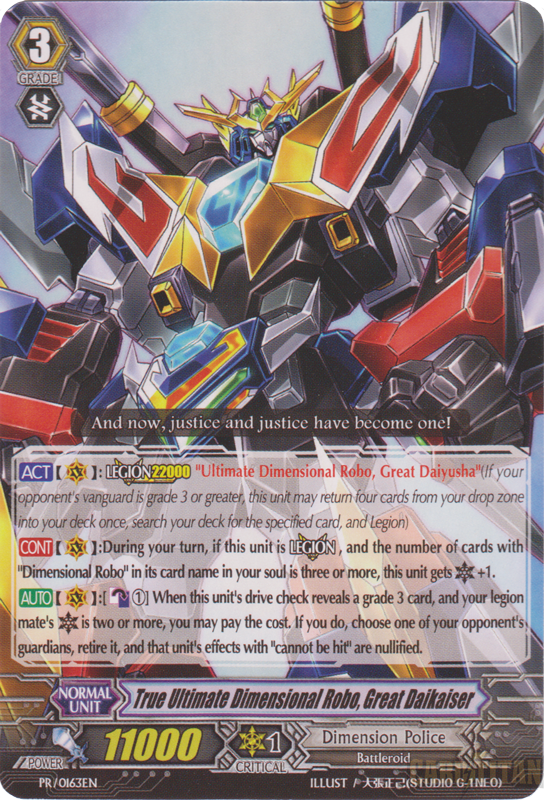 3
GRADE
And now, justice and justice have become one!
ACT【 】: LEGION 22000 "Ultimate Dimensional Robo, Great Daiyusha"(If your
opponent's vanguard is grade 3 or greater, this unit may return four cards from your drop zone
into your deck once, search your deck for the specified card, and Legion)
CONT【 】:During your turn, if this unit is LEGION, and the number of cards with
"Dimensional Robo" in its card name in your soul is three or more, this unit gets +1.
AUTO【 】:[ ①] When this unit's drive check reveals a grade 3 card, and your legion
mate's is two or more, you may pay the cost. If you do, choose one of your opponent's
guardians, retire it, and that unit's effects with "cannot be hit" are nullified.
NORMAL
UNIT
True Ultimate Dimensional Robo, Great Daikaiser
POWER
11000
1
CRITICAL
Dimension Police
Battleroid
PR/0163EN
ILLUST / 大張正己(STUDIO G-1.NEO)